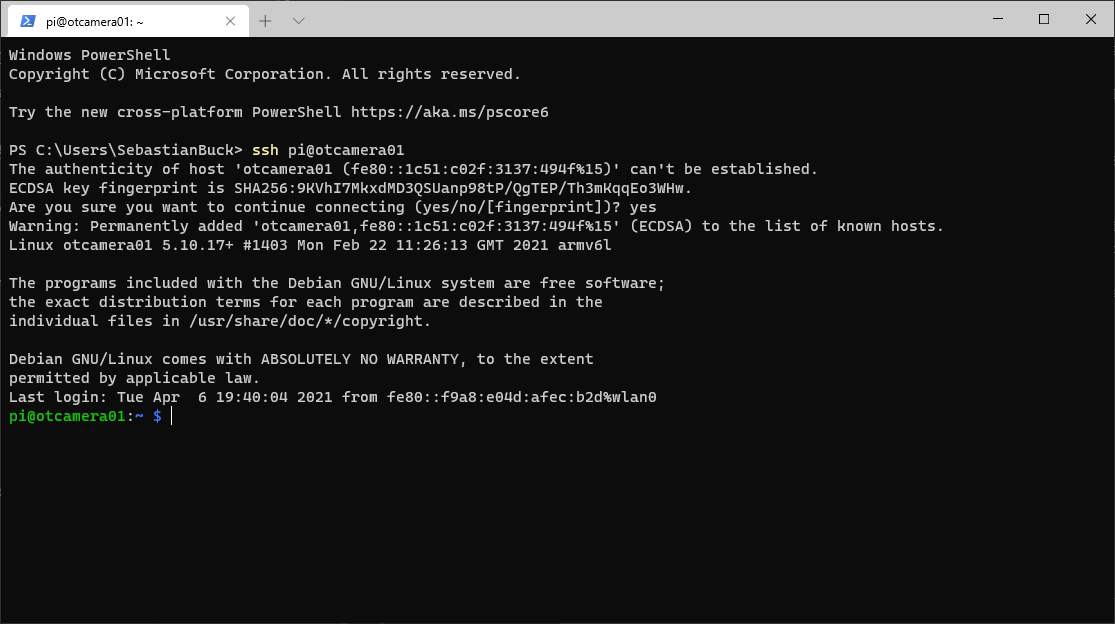 pi@otcamera01: ~
Windows PowerShell
Copyright (C) Microsoft Corporation. All rights reserved.
Try the new cross-platform PowerShell https://aka.ms/pscore6
PS C:\Users\SebastianBuck> ssh pi@otcamera01
The authenticity of host 'otcamera01 (fe80::1c51:c02f:3137:494f%15)' can't be established.
ECDSA key fingerprint is SHA256:9KVhI7MkxdMD3QSUanp98tP/QgTEP/Th3mKqqEo3WHw.
Are you sure you want to continue connecting (yes/no/[fingerprint])? yes
Warning: Permanently added 'otcamera01,fe80::1c51:c02f:3137:494f%15' (ECDSA) to the list of known hosts.
Linux otcamera01 5.10.17+ #1403 Mon Feb 22 11:26:13 GMT 2021 armv6l
The programs included with the Debian GNU/Linux system are free software;
the exact distribution terms for each program are described in the
individual files in /usr/share/doc/*/copyright.
Debian GNU/Linux comes with ABSOLUTELY NO WARRANTY, to the extent
permitted by applicable law.
Last login: Tue Apr  6 19:40:04 2021 from fe80::f9a8:e04d:afec:b2d%wlan0
pi@otcamera01:~ $